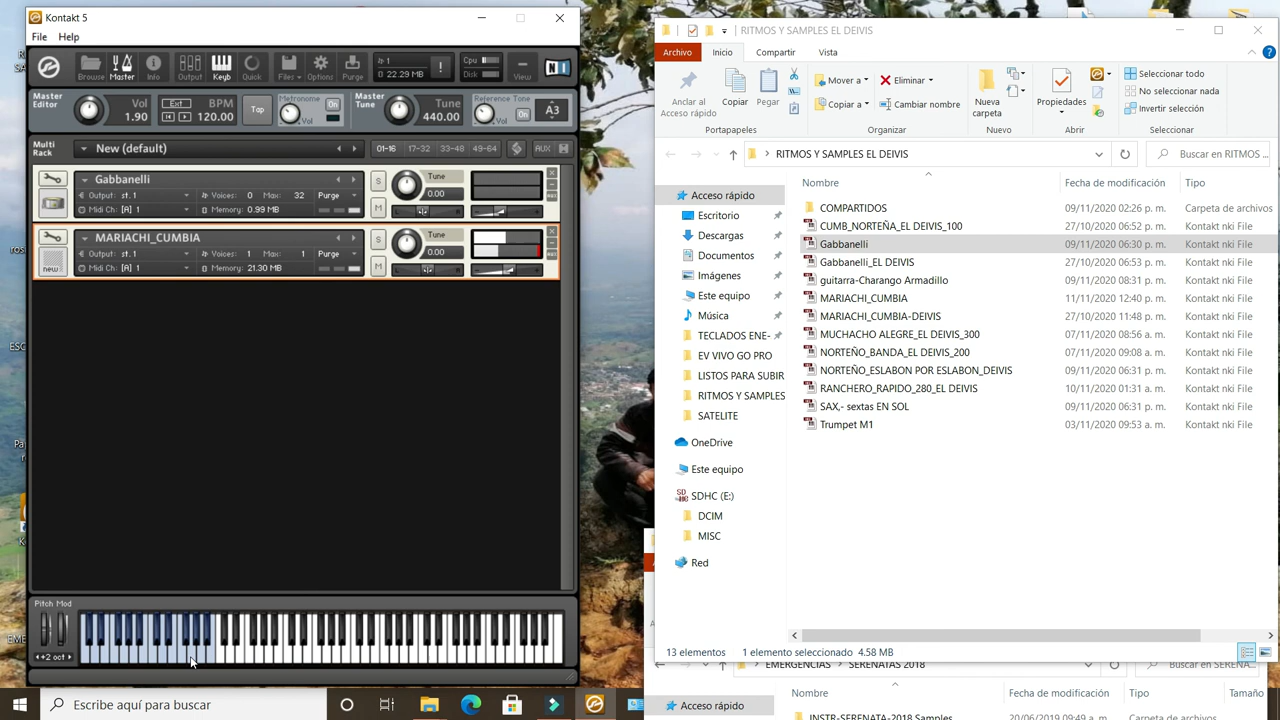 Kontakt 5
File Help
Browse Master Info Output Keyb Quick Files Options Purge
1
22.29 MB
Cpu
Disk
View
Master Editor
Vol
1.90
Ext
BPM
120.00
Tap
Metronome
Vol
On
Master Tune
Tune
440.00
Reference Tone
On
A3
Multi Rack
New (default)
01-16 17-32 33-48 49-64 AUX
Gabbanelli
S
Tune
0.00
Output: st. 1 Voices: 0 Max: 32 Purge
M
Midi Ch: [A] 1 Memory: 0.99 MB
MARIACHI_CUMBIA
S
Tune
0.00
new
Output: st. 1 Voices: 1 Max: 1 Purge
M
Midi Ch: [A] 1 Memory: 21.30 MB
Pitch Mod
+2 oct
Escribe aquí para buscar
RITMOS Y SAMPLES EL DEIVIS
Archivo Inicio Compartir Vista
Anclar al Acceso rápido
Copiar
Pegar
Mover a
Copiar a
Eliminar
Cambiar nombre
Nueva carpeta
Propiedades
Seleccionar todo
No seleccionar nada
Invertir selección
Portapapeles Organizar Nuevo Abrir Seleccionar
RITMOS Y SAMPLES EL DEIVIS
Buscar en RITMOS ...
Nombre Fecha de modificación Tipo
Acceso rápido
Escritorio
Descargas
Documentos
Imágenes
Este equipo
Música
TECLADOS ENE-
EV VIVO GO PRO
LISTOS PARA SUBIR
RITMOS Y SAMPLES
SATELITE
OneDrive
Este equipo
SDHC (E:)
DCIM
MISC
Red
COMPARTIDOS 09/11/2020 02:26 p. m. Carpeta de archivos
CUMB_NORTEÑA_EL DEIVIS_100 27/10/2020 06:52 p. m. Kontakt nki File
Gabbanelli 09/11/2020 06:30 p. m. Kontakt nki File
Gabbanelli_EL DEIVIS 27/10/2020 06:53 p. m. Kontakt nki File
guitarra-Charango Armadillo 09/11/2020 08:31 p. m. Kontakt nki File
MARIACHI_CUMBIA 11/11/2020 12:40 p. m. Kontakt nki File
MARIACHI_CUMBIA-DEIVIS 27/10/2020 11:48 p. m. Kontakt nki File
MUCHACHO ALEGRE_EL DEIVIS_300 07/11/2020 08:56 a. m. Kontakt nki File
NORTEÑO_BANDA_EL DEIVIS_200 07/11/2020 09:08 a. m. Kontakt nki File
NORTEÑO_ESLABON POR ESLABON_DEIVIS 09/11/2020 06:31 p. m. Kontakt nki File
RANCHERO_RAPIDO_280_EL DEIVIS 10/11/2020 01:31 a. m. Kontakt nki File
SAX,- sextas EN SOL 09/11/2020 06:31 p. m. Kontakt nki File
Trumpet M1 03/11/2020 09:53 a. m. Kontakt nki File
13 elementos 1 elemento seleccionado 4.58 MB
EMERGENCIAS SERENATAS 2018 Buscar en SERENA...
Nombre Fecha de modificación Tipo Tamaño
Acceso rápido
INSTR-SERENATA-2018 Samples 20/06/2019 09:49 a. m. Carpeta de archivos